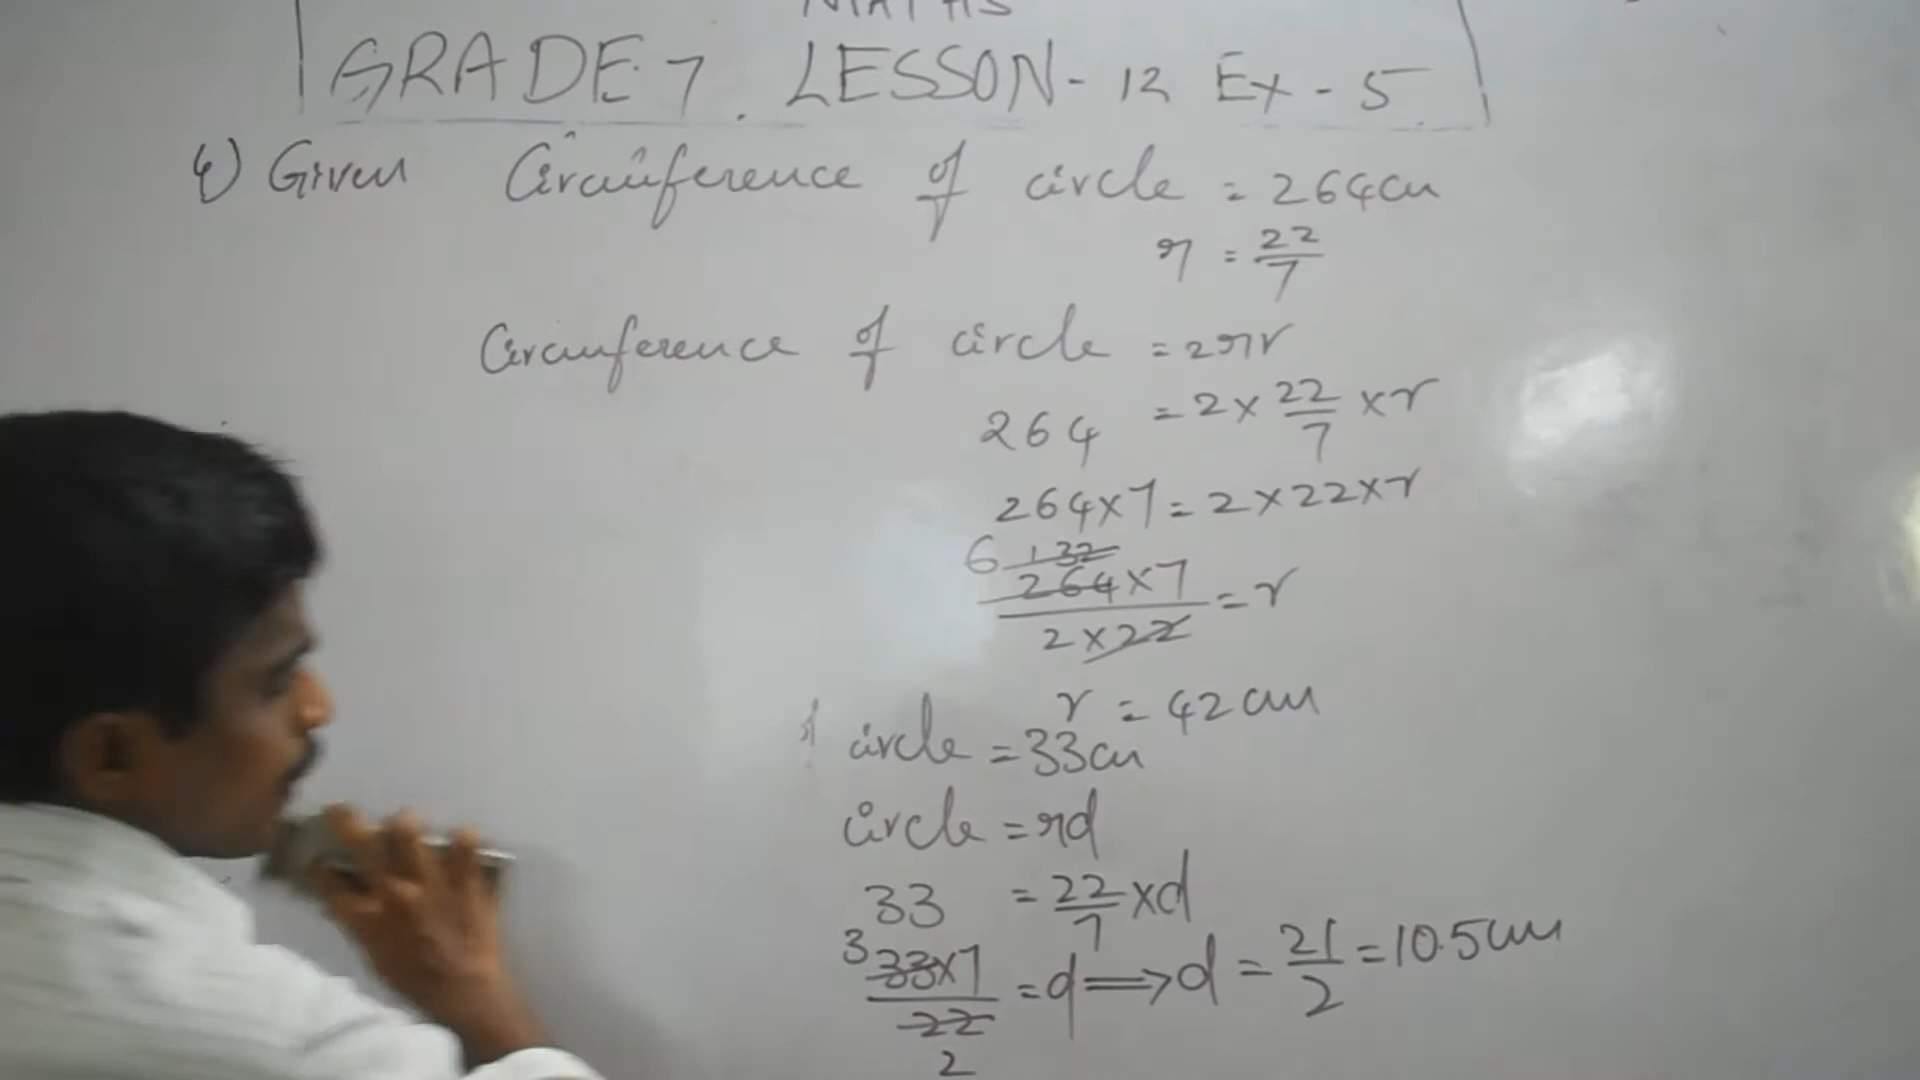 MATHS
GRADE 7. LESSON - 12 Ex - 5
4) Given Circumference of circle = 264cm
π = 22/7
Circumference of circle = 2πr
264 = 2 × 22/7 × r
264×7 = 2×22×r
6 132
264×7 / 2×22 = r
r = 42cm
of circle = 33cm
circle = πd
33 = 22/7 × d
3 33×7 / 22 2 = d ⟹ d = 21/2 = 10.5cm